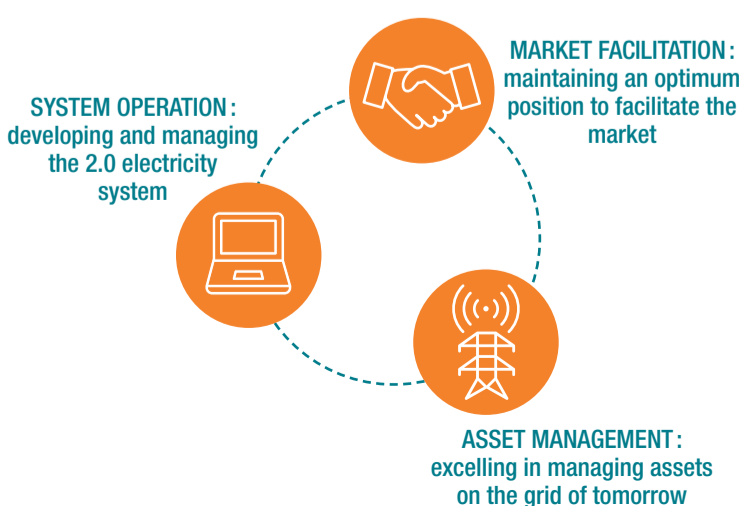 MARKET FACILITATION:
maintaining an optimum
position to facilitate the
market
SYSTEM OPERATION:
developing and managing
the 2.0 electricity
system
ASSET MANAGEMENT:
excelling in managing assets
on the grid of tomorrow